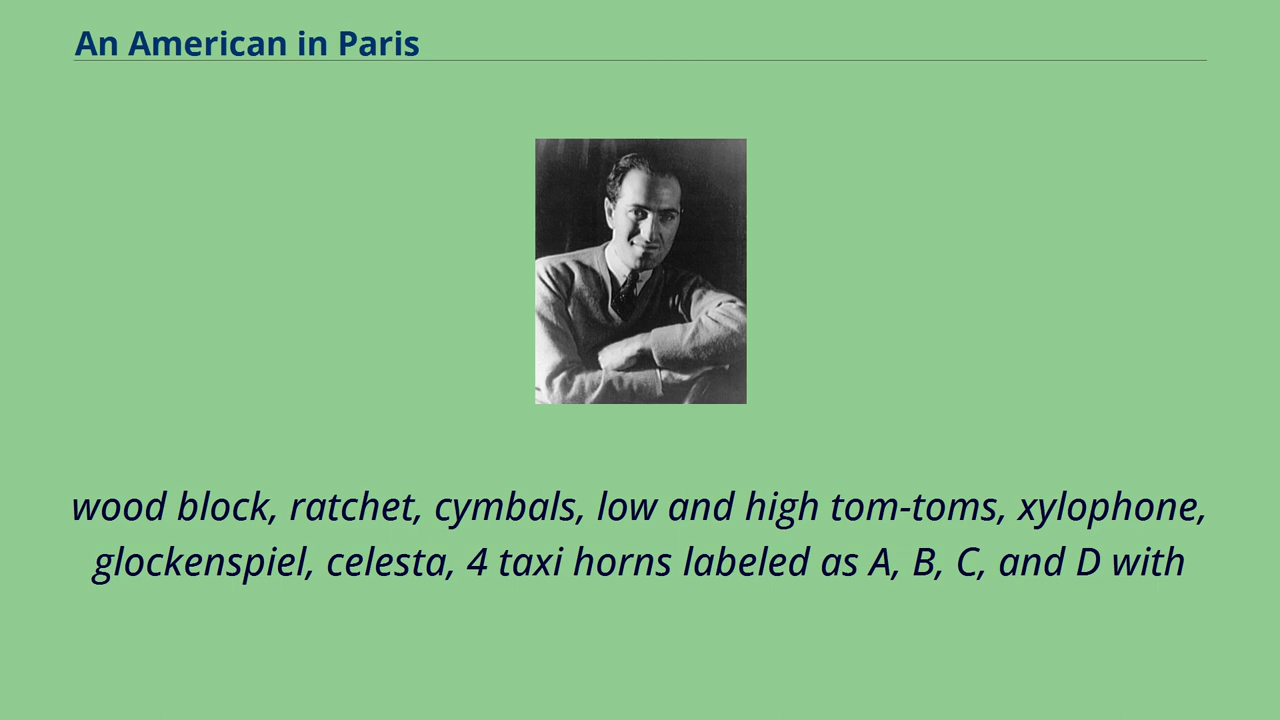 An American in Paris
wood block, ratchet, cymbals, low and high tom-toms, xylophone,
glockenspiel, celesta, 4 taxi horns labeled as A, B, C, and D with